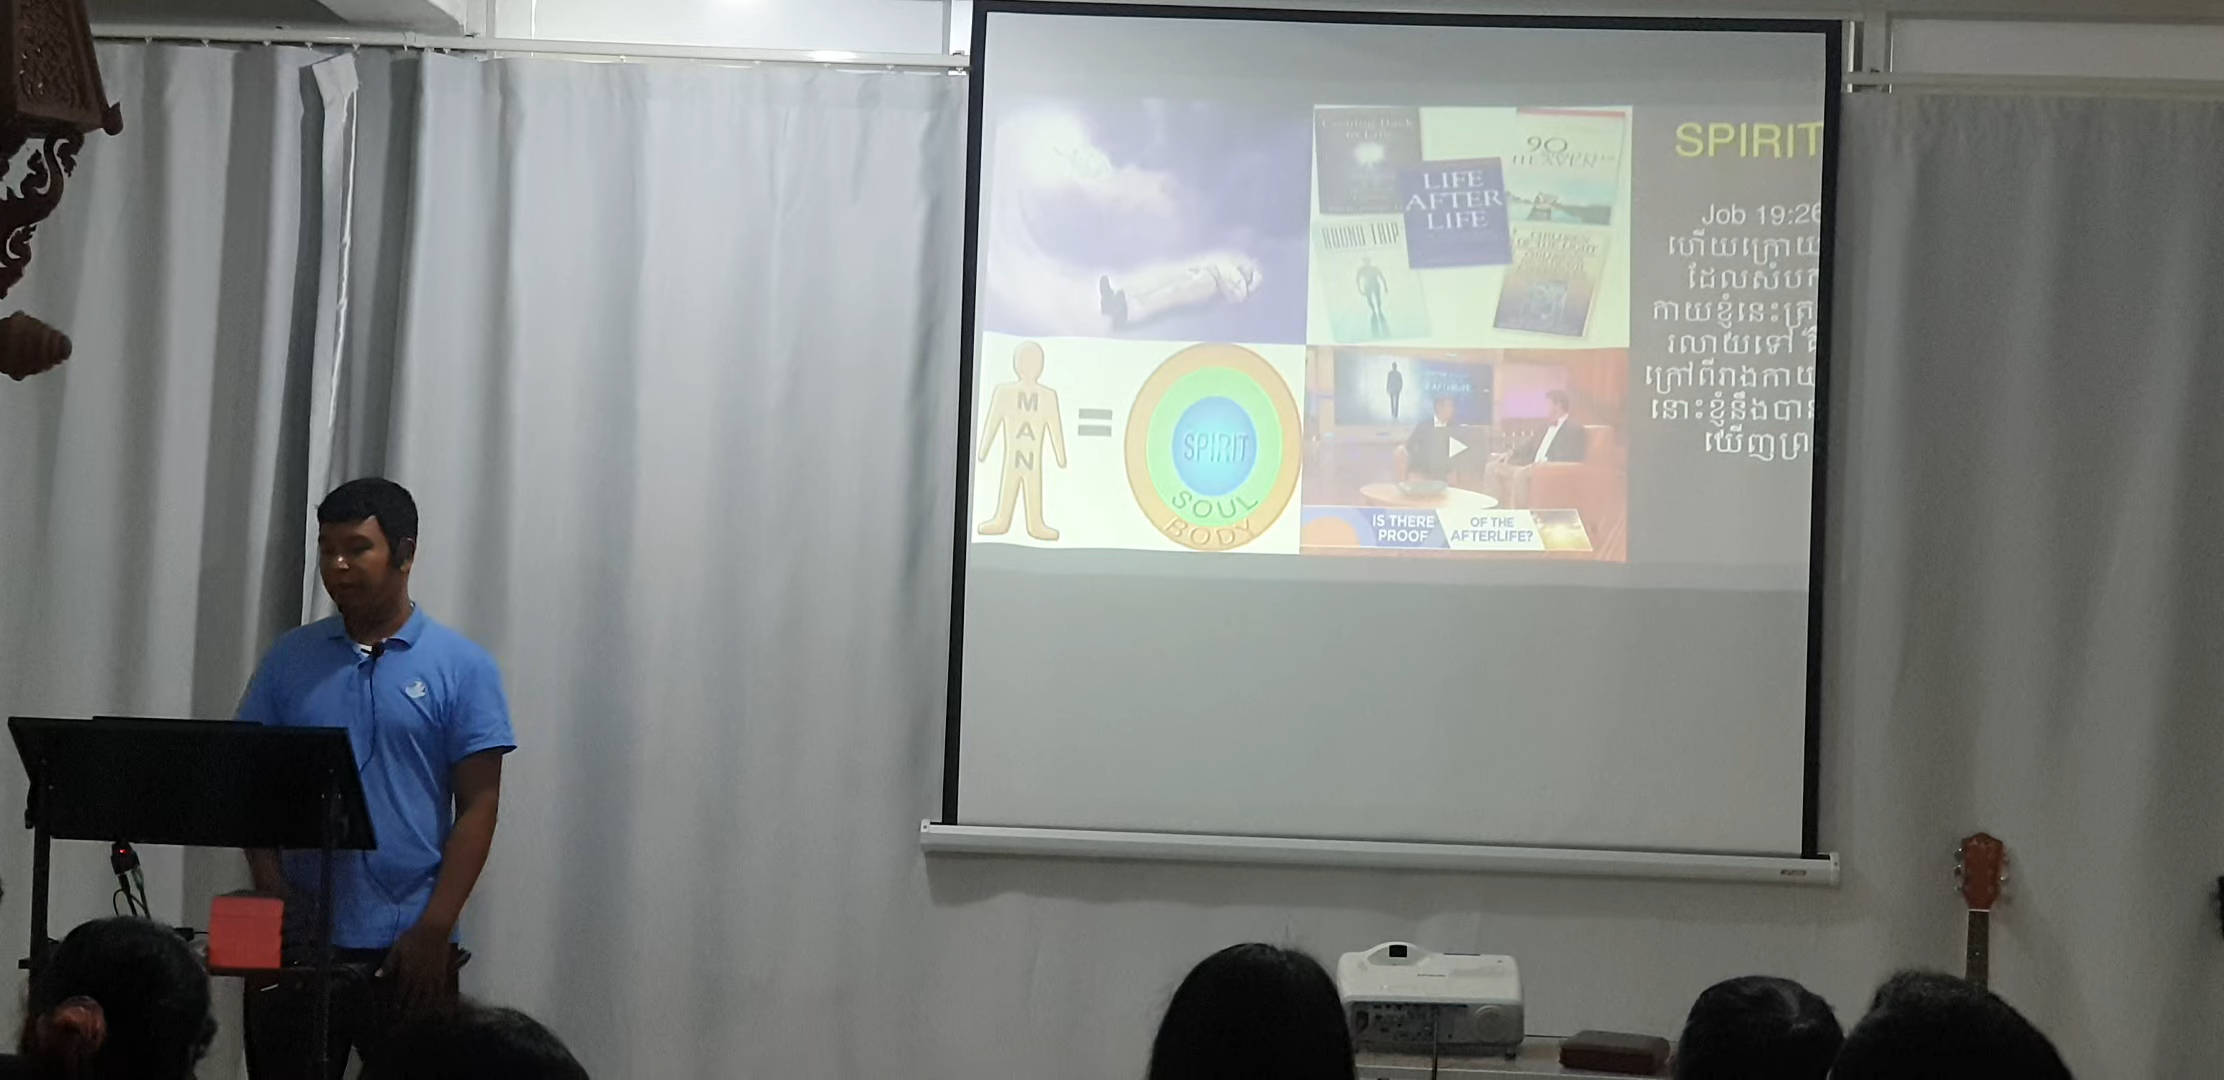 Coming Back
to Life
90
HEAVEN
LIFE
AFTER
LIFE
ROUND TRIP
MAN
=
SPIRIT
SOUL
BODY
IS THERE
PROOF
OF THE
AFTERLIFE?
SPIRIT
Job 19:26
ហើយក្រោយ
ដែលសំបក
កាយខ្ញុំនេះត្រូ
រលាយទៅ គឺ
ក្រៅពីរាងកាយ
នោះខ្ញុំនឹងបាន
ឃើញព្រ